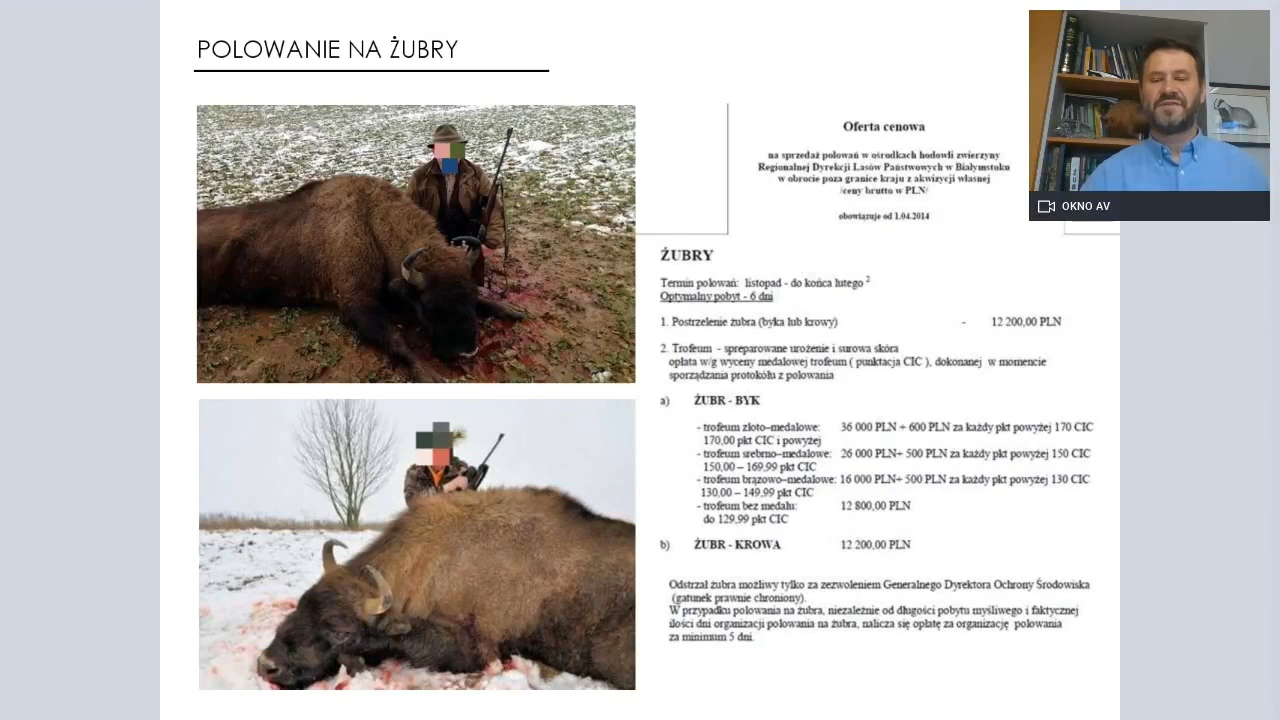 POLOWANIE NA ŻUBRY
Oferta cenowa
na sprzedaż polowań w ośrodkach hodowli zwierzyny
Regionalnej Dyrekcji Lasów Państwowych w Białymstoku
w obrocie poza granice kraju z akwizycji własnej
/ceny brutto w PLN/
obowiązuje od 1.04.2014
OKNO AV
ŻUBRY
Termin polowań: listopad - do końca lutego 2
Optymalny pobyt - 6 dni
1. Postrzelenie żubra (byka lub krowy) - 12 200,00 PLN
2. Trofeum - spreparowane urożenie i surowa skóra
opłata w/g wyceny medalowej trofeum ( punktacja CIC ), dokonanej w momencie
sporządzania protokółu z polowania
a) ŻUBR - BYK
- trofeum złoto–medalowe: 36 000 PLN + 600 PLN za każdy pkt powyżej 170 CIC
170,00 pkt CIC i powyżej
- trofeum srebrno–medalowe: 26 000 PLN+ 500 PLN za każdy pkt powyżej 150 CIC
150,00 – 169,99 pkt CIC
- trofeum brązowo–medalowe: 16 000 PLN+ 500 PLN za każdy pkt powyżej 130 CIC
130,00 – 149,99 pkt CIC
- trofeum bez medalu: 12 800,00 PLN
do 129,99 pkt CIC
b) ŻUBR - KROWA 12 200,00 PLN
Odstrzał żubra możliwy tylko za zezwoleniem Generalnego Dyrektora Ochrony Środowiska
(gatunek prawnie chroniony).
W przypadku polowania na żubra, niezależnie od długości pobytu myśliwego i faktycznej
ilości dni organizacji polowania na żubra, nalicza się opłatę za organizację polowania
za minimum 5 dni.